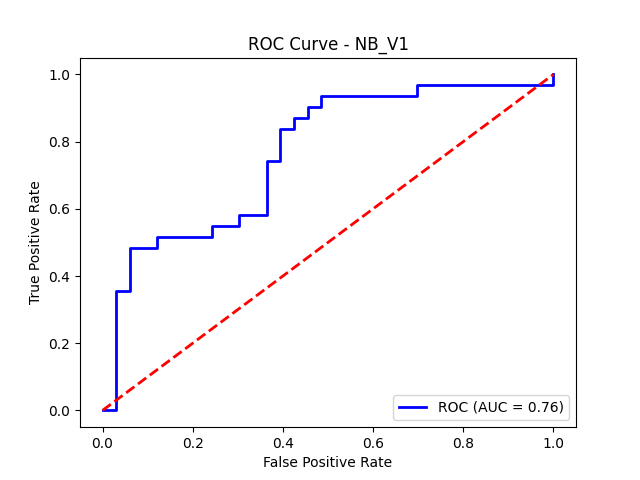 ROC Curve - NB_V1
1.0
0.8
0.6
0.4
0.2
0.0
True Positive Rate
0.0 0.2 0.4 0.6 0.8 1.0
False Positive Rate
ROC (AUC = 0.76)